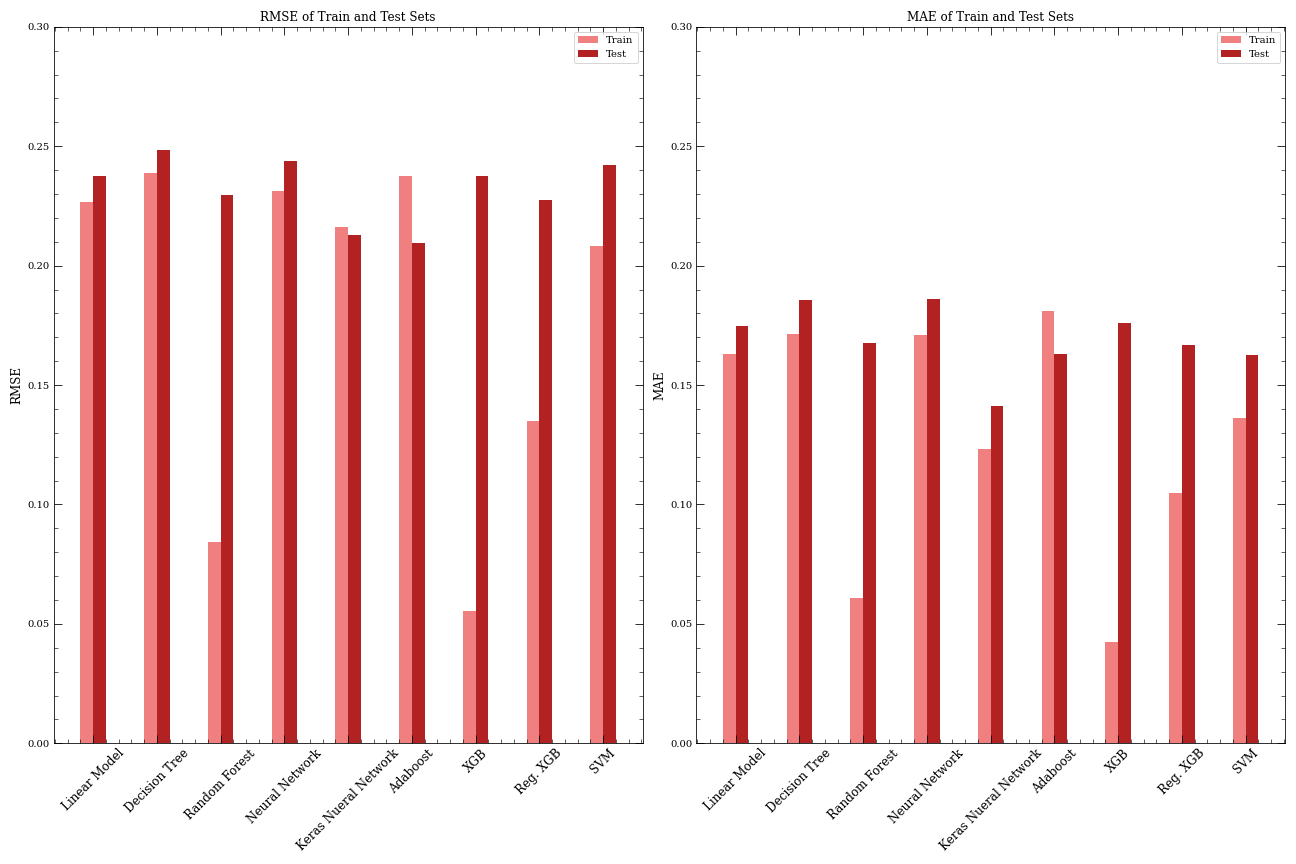 RMSE of Train and Test Sets
0.30
0.25
0.20
0.15
0.10
0.05
0.00
RMSE
Train
Test
Linear Model
Decision Tree
Random Forest
Neural Network
Keras Nueral Network
Adaboost
XGB
Reg. XGB
SVM
MAE of Train and Test Sets
0.30
0.25
0.20
0.15
0.10
0.05
0.00
MAE
Train
Test
Linear Model
Decision Tree
Random Forest
Neural Network
Keras Nueral Network
Adaboost
XGB
Reg. XGB
SVM